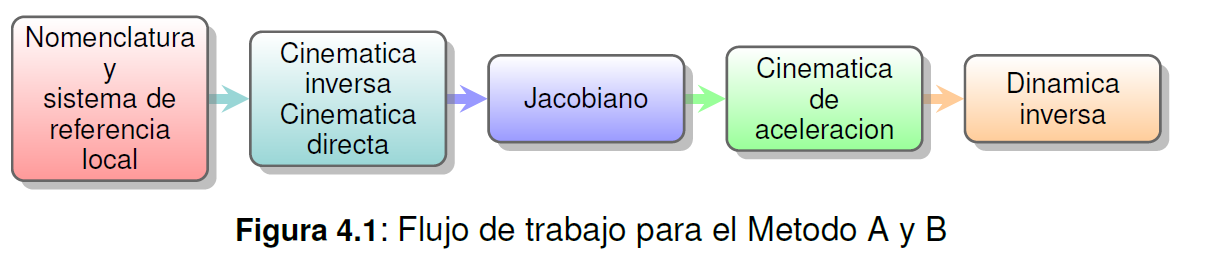 Nomenclatura
y
sistema de
referencia
local
Cinematica
inversa
Cinematica
directa
Jacobiano
Cinematica
de
aceleracion
Dinamica
inversa
Figura 4.1: Flujo de trabajo para el Metodo A y B